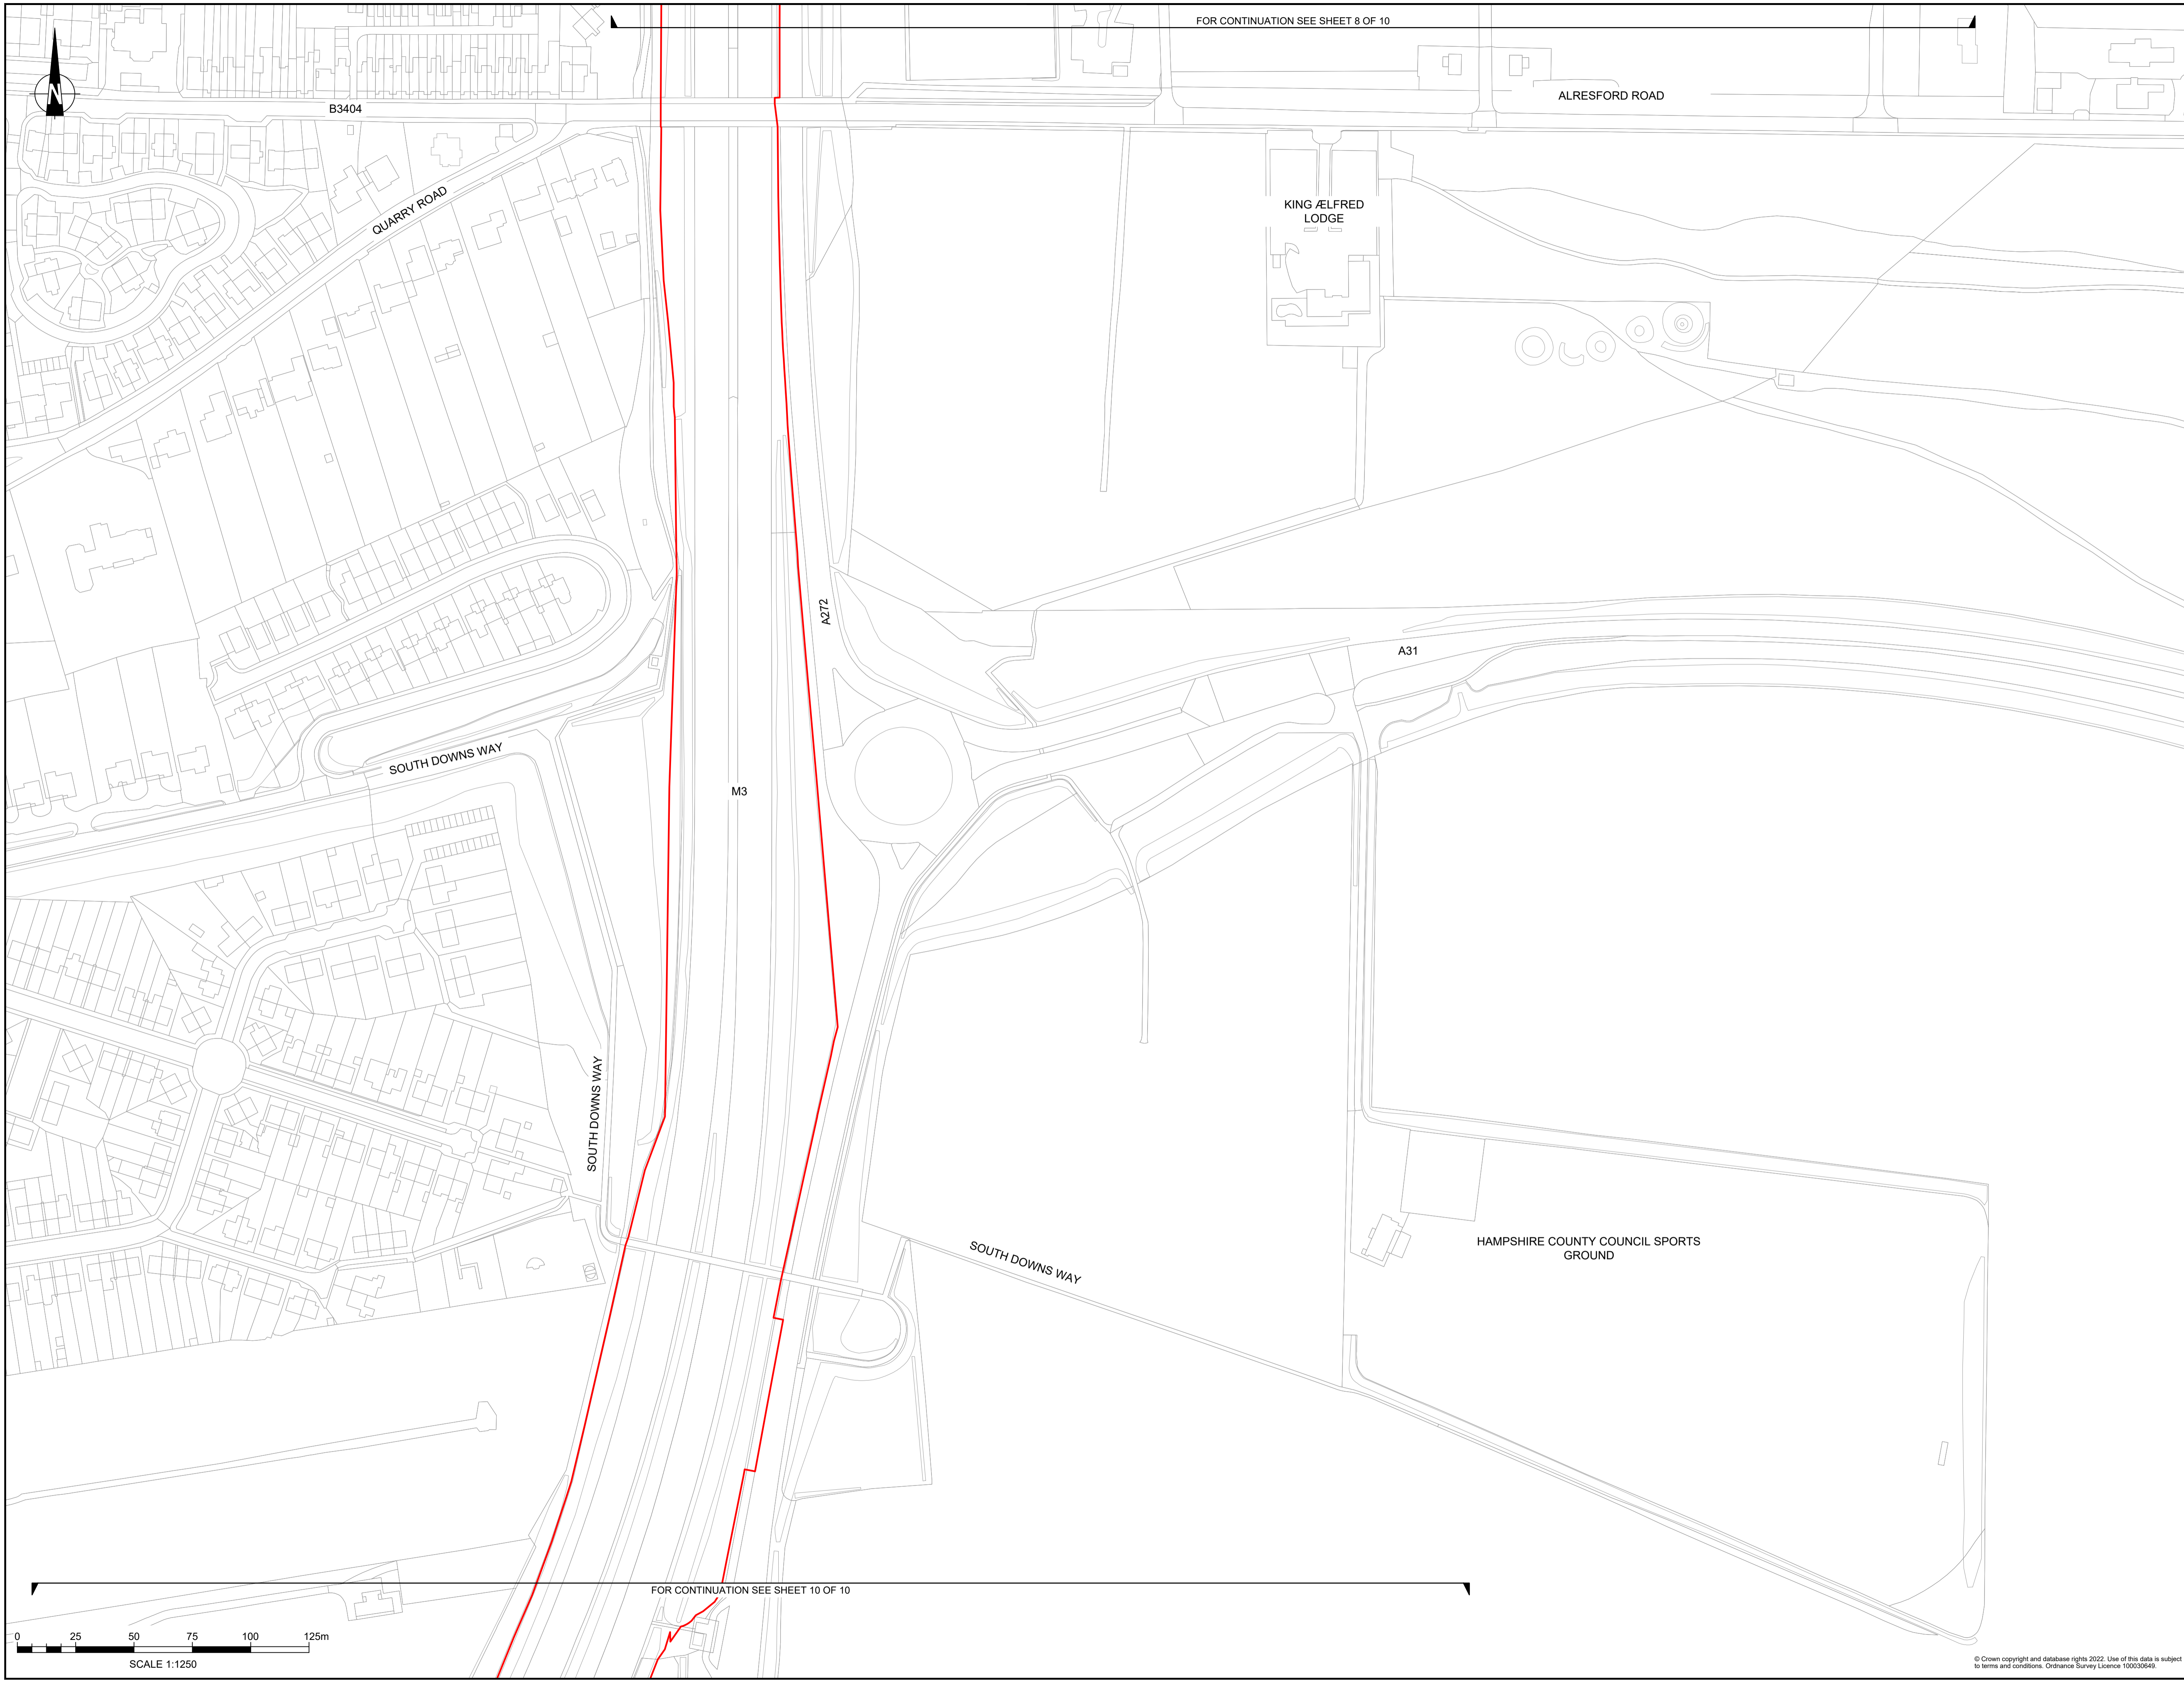 FOR CONTINUATION SEE SHEET 8 OF 10
N
B3404
ALRESFORD ROAD
QUARRY ROAD
KING ÆLFRED
LODGE
A272
A31
SOUTH DOWNS WAY
M3
SOUTH DOWNS WAY
SOUTH DOWNS WAY
HAMPSHIRE COUNTY COUNCIL SPORTS
GROUND
FOR CONTINUATION SEE SHEET 10 OF 10
0 25 50 75 100 125m
SCALE 1:1250
© Crown copyright and database rights 2022. Use of this data is subject
to terms and conditions. Ordnance Survey Licence 100030649.